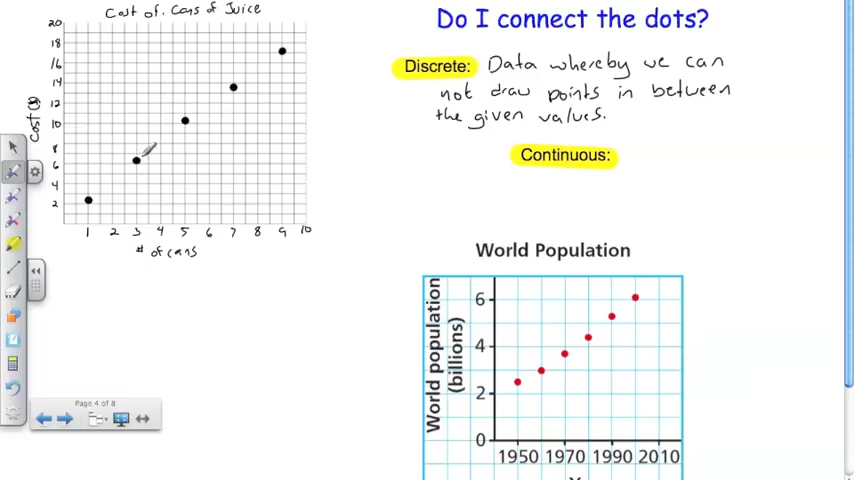 Cost of. Cans of Juice
20
18
16
14
12
10
8
6
4
2
Cost ($)
1 2 3 4 5 6 7 8 9 10
# of cans
Do I connect the dots?
Discrete: Data whereby we can
not draw points in between
the given values.
Continuous:
World Population
World population
(billions)
6
4
2
0
1950 1970 1990 2010
Page 4 of 8